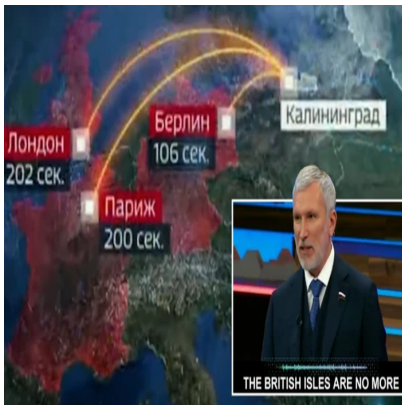 Лондон
202 сек.
Берлин
106 сек.
Калининград
Париж
200 сек.
THE BRITISH ISLES ARE NO MORE